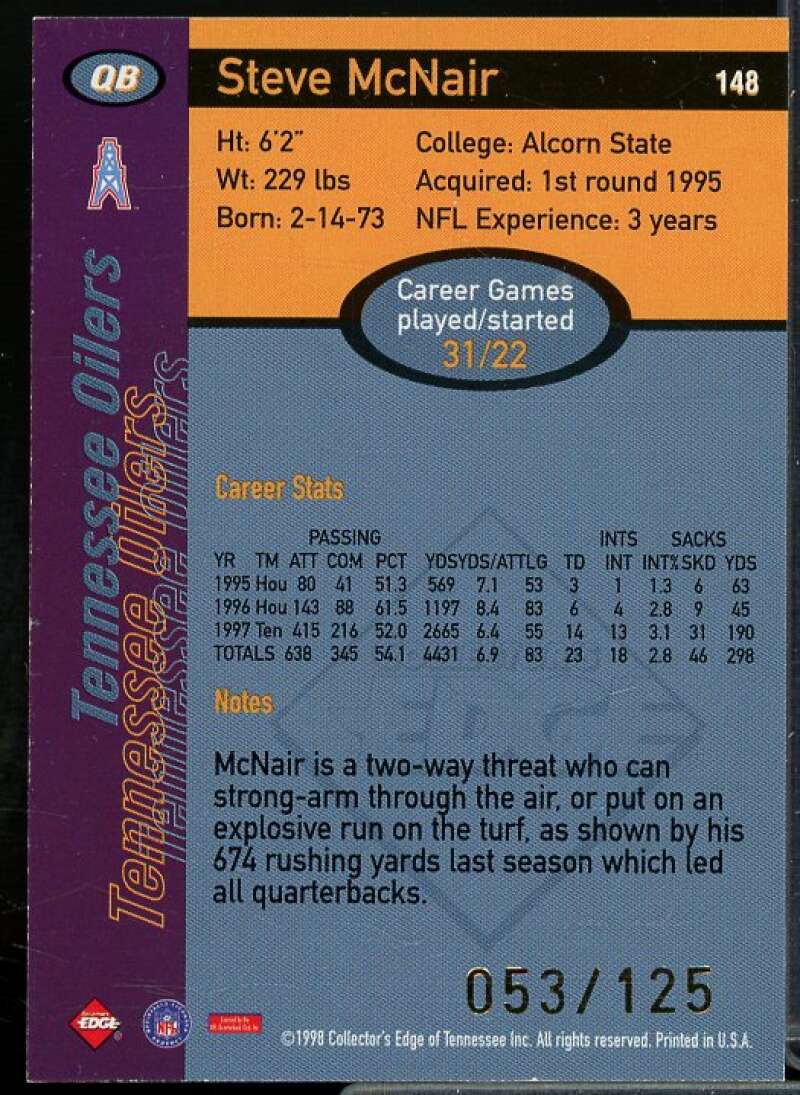 QB
Steve McNair
148
Ht: 6'2"
College: Alcorn State
Wt: 229 lbs
Acquired: 1st round 1995
Born: 2-14-73
NFL Experience: 3 years
Career Games
played/started
31/22
Tennessee Oilers
Tennessee Oilers
Tennessee Oilers
Career Stats
PASSING INTS SACKS
YR TM ATT COM PCT YDS YDS/ATT LG TD INT INT% SKD YDS
1995 Hou 80 41 51.3 569 7.1 53 3 1 1.3 6 63
1996 Hou 143 88 61.5 1197 8.4 83 6 4 2.8 9 45
1997 Ten 415 216 52.0 2665 6.4 55 14 13 3.1 31 190
TOTALS 638 345 54.1 4431 6.9 83 23 18 2.8 46 298
Notes
EDGE
McNair is a two-way threat who can
strong-arm through the air, or put on an
explosive run on the turf, as shown by his
674 rushing yards last season which led
all quarterbacks.
053/125
EDGE
NFL
©1998 Collector's Edge of Tennessee Inc. All rights reserved. Printed in U.S.A.